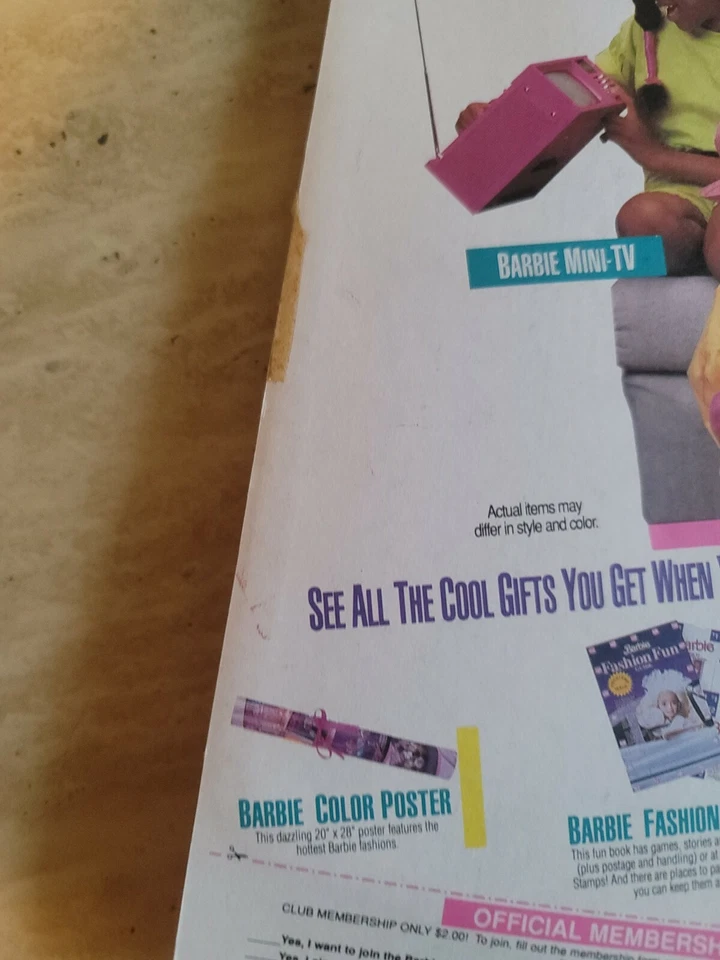 BARBIE MINI-TV
Actual items may
differ in style and color.
SEE ALL THE COOL GIFTS YOU GET WHEN
Barbie
Fashion Fun
arbie
BARBIE COLOR POSTER
This dazzling 20" x 28" poster features the
hottest Barbie fashions.
BARBIE FASHION
This fun book has games, stories a
(plus postage and handling) or at
Stamps! And there are places to pa
you can keep them a
OFFICIAL MEMBERSH
CLUB MEMBERSHIP ONLY $2.00! To join, fill out the membership
Yes, I want to join the
Yes,